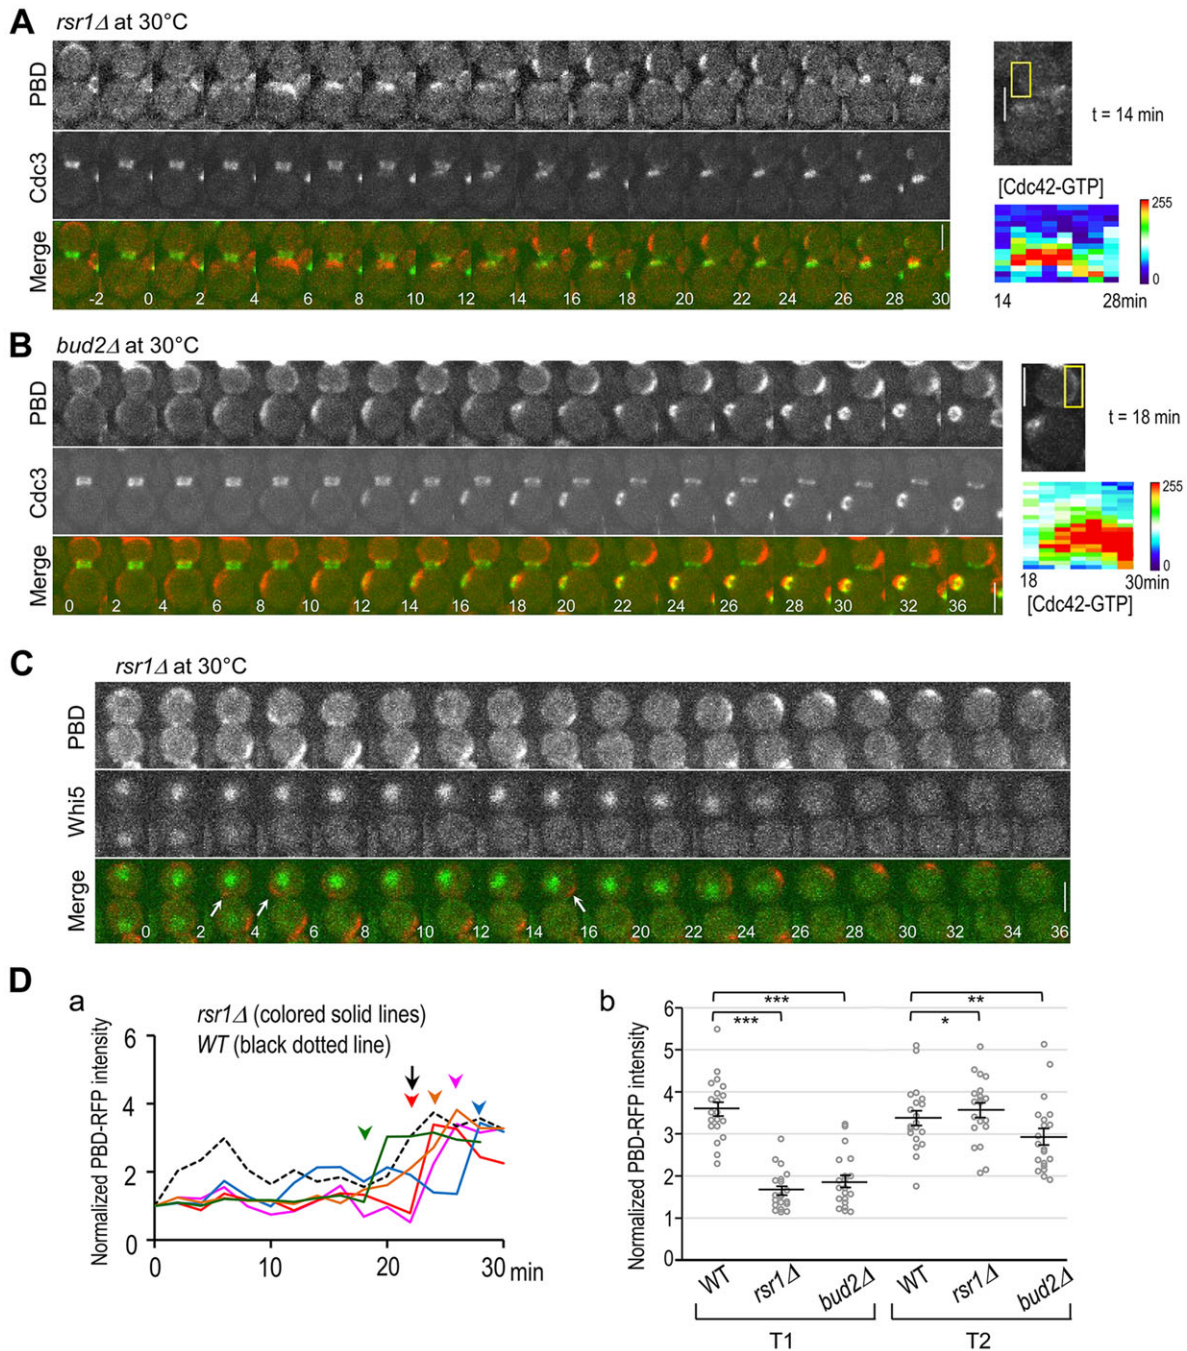 A
rsr1Δ at 30°C
PBD
Cdc3
Merge
-2 0 2 4 6 8 10 12 14 16 18 20 22 24 26 28 30
t = 14 min
[Cdc42-GTP]
255
0
14 28min
B
bud2Δ at 30°C
PBD
Cdc3
Merge
0 2 4 6 8 10 12 14 16 18 20 22 24 26 28 30 32 36
t = 18 min
255
0
18 30min
[Cdc42-GTP]
C
rsr1Δ at 30°C
PBD
Whi5
Merge
0 2 4 6 8 10 12 14 16 18 20 22 24 26 28 30 32 34 36
D
a
rsr1Δ (colored solid lines)
WT (black dotted line)
Normalized PBD-RFP intensity
6
4
2
0
0 10 20 30 min
b
Normalized PBD-RFP intensity
6
5
4
3
2
1
0
*** **
*** *
WT rsr1Δ bud2Δ WT rsr1Δ bud2Δ
T1 T2